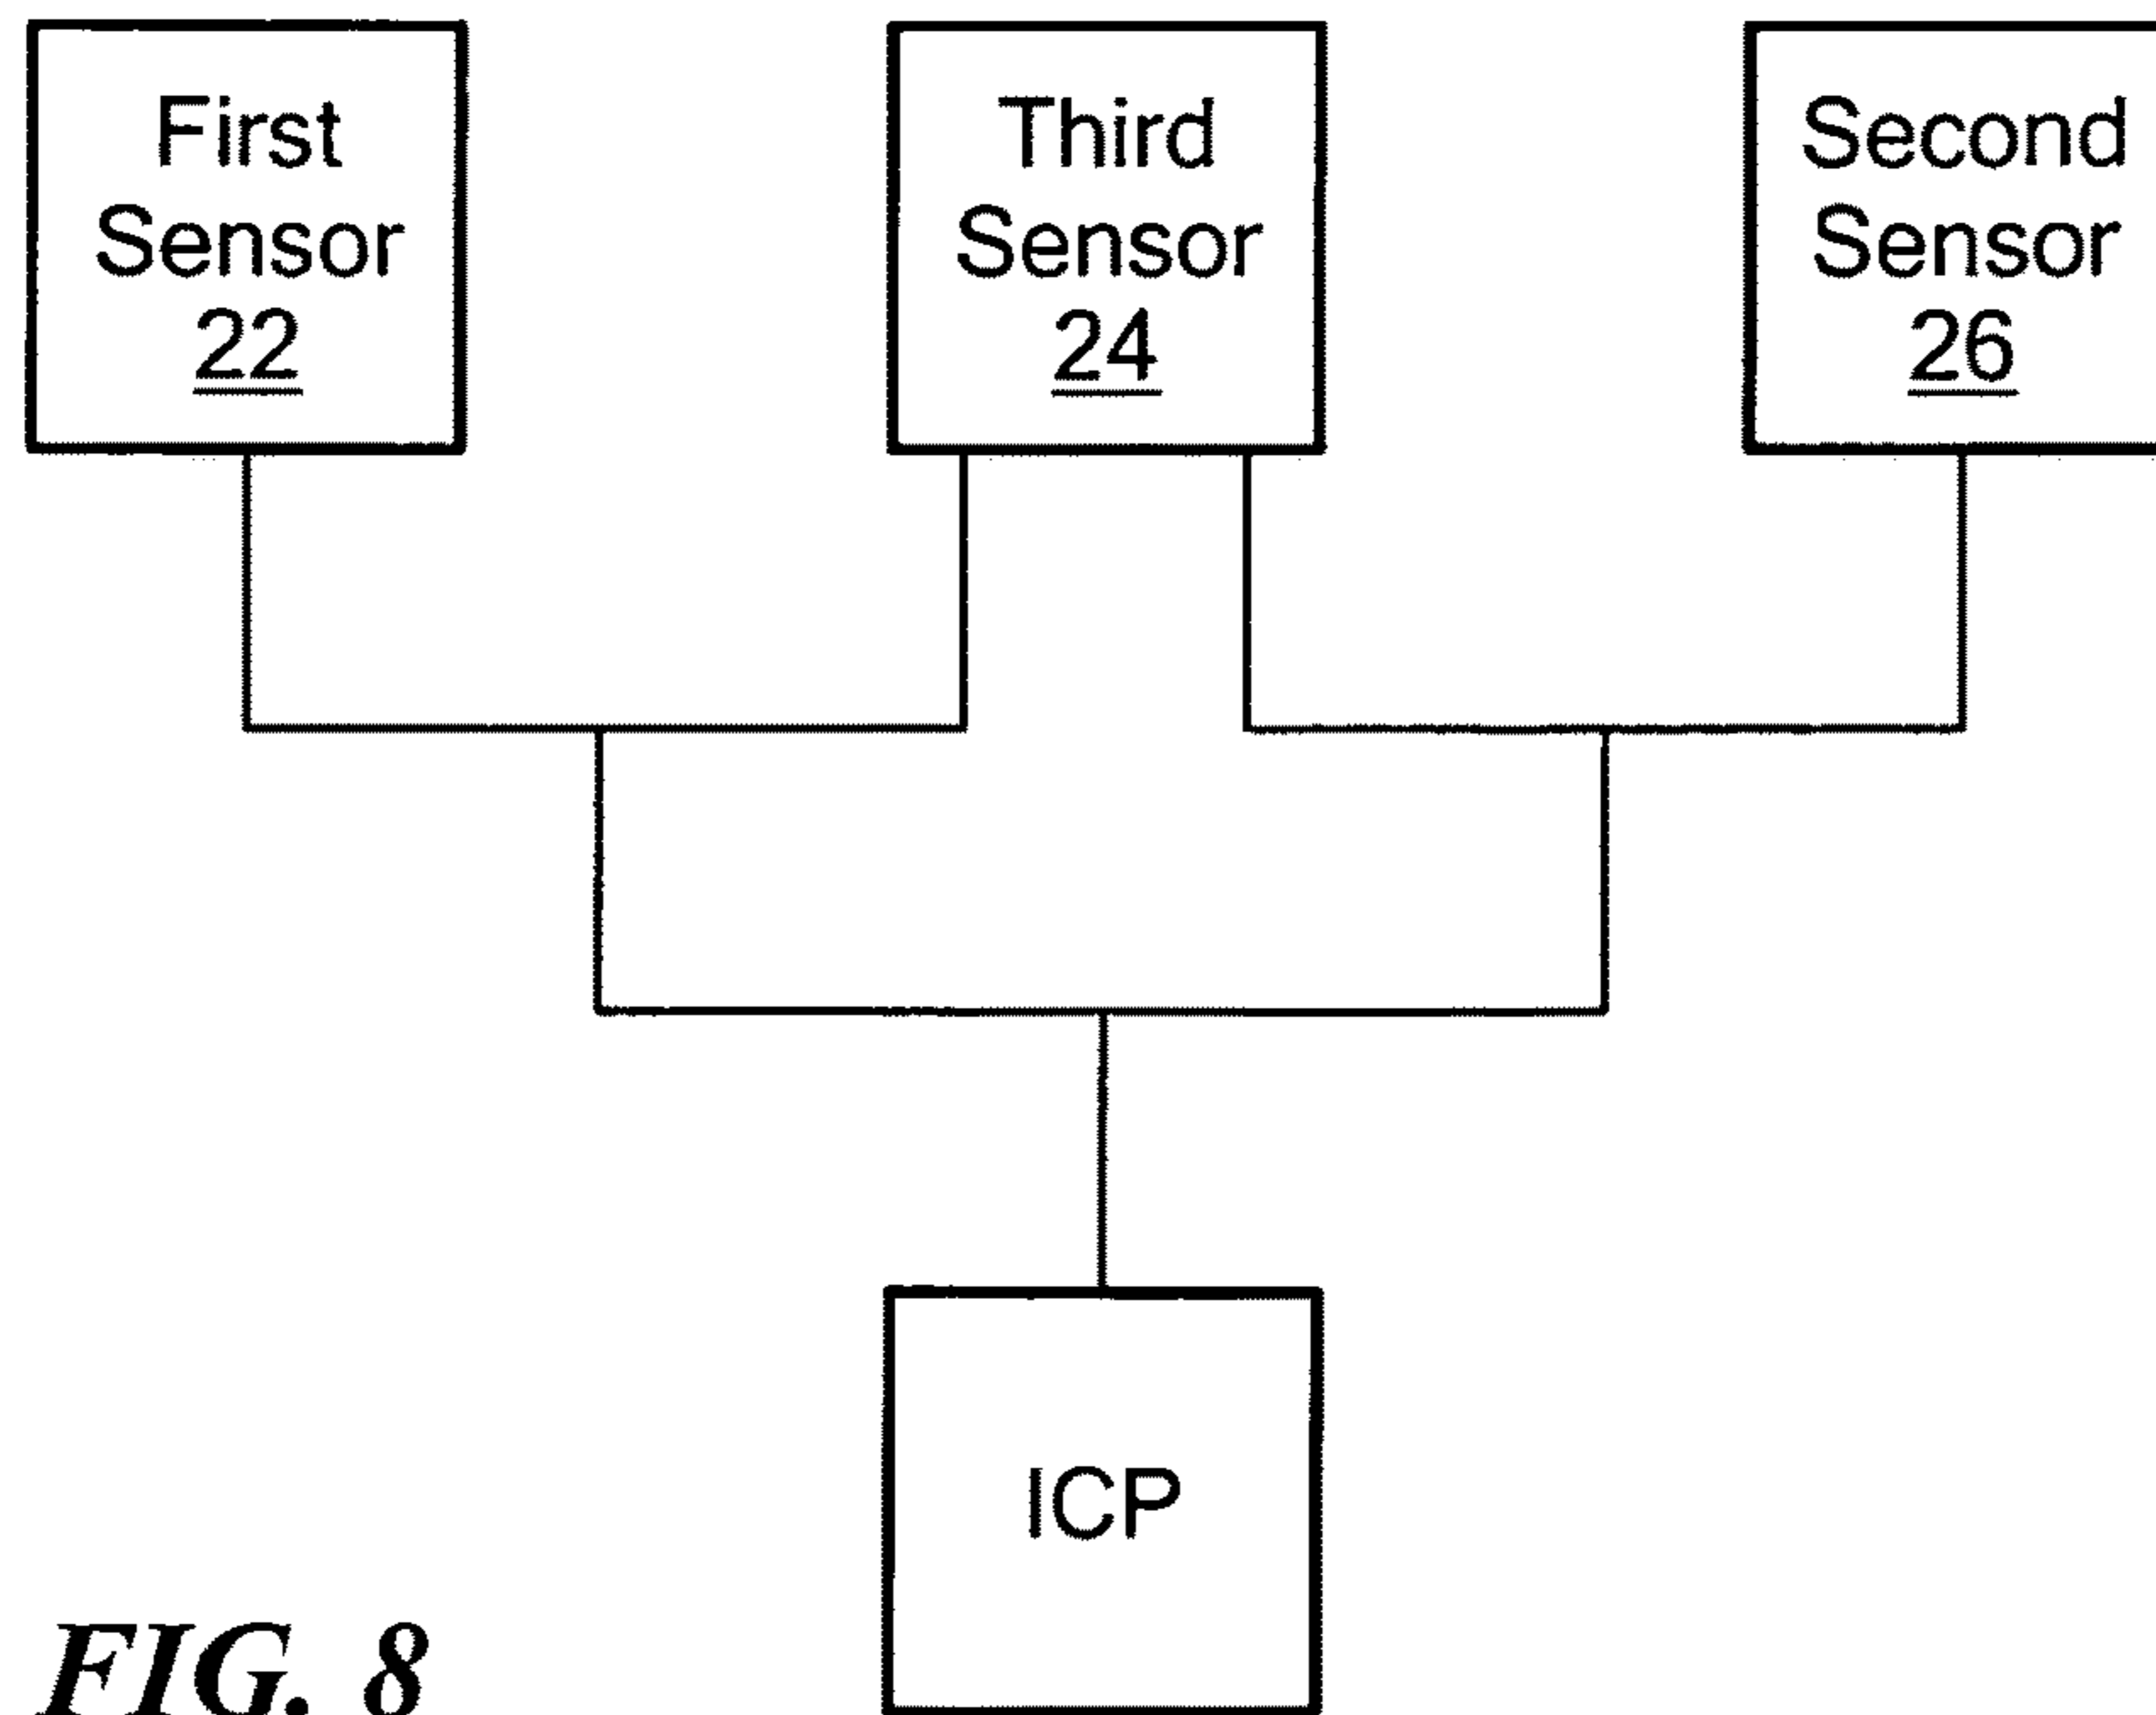 First
Sensor
22
Third
Sensor
24
Second
Sensor
26
ICP
FIG. 8